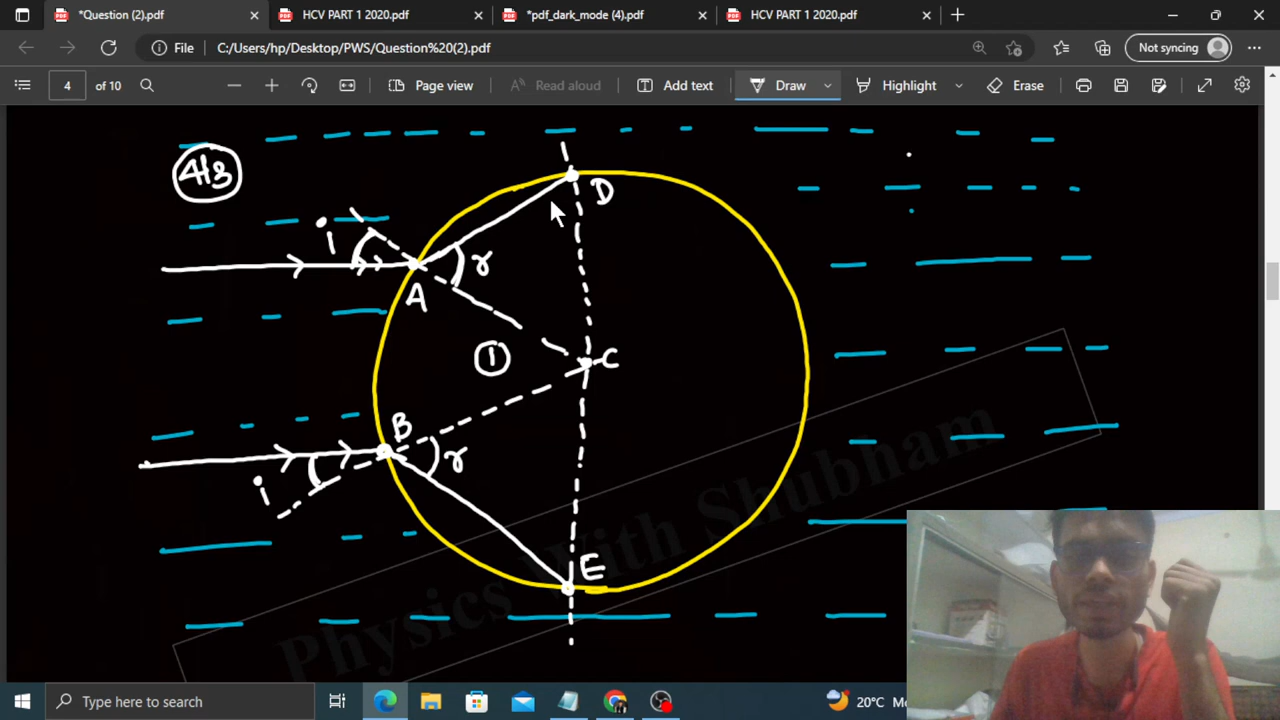 *Question (2).pdf
HCV PART 1 2020.pdf
*pdf_dark_mode (4).pdf
HCV PART 1 2020.pdf
File
C:/Users/hp/Desktop/PWS/Question%20(2).pdf
Not syncing
4
of 10
Page view
Read aloud
Add text
Draw
Highlight
Erase
4/3
D
i
r
A
1
C
B
r
i
E
Physics With Shubham
Type here to search
20°C